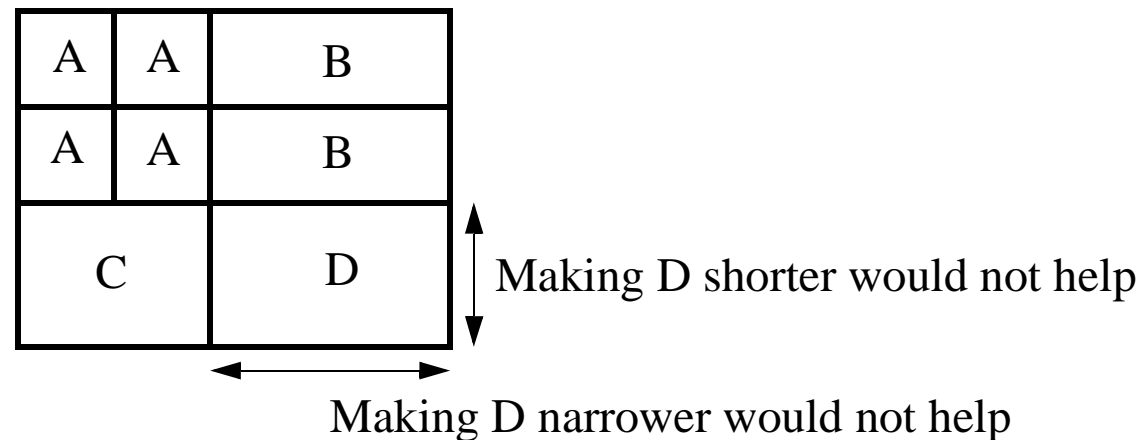 A A B
A A B
C D
Making D shorter would not help
Making D narrower would not help